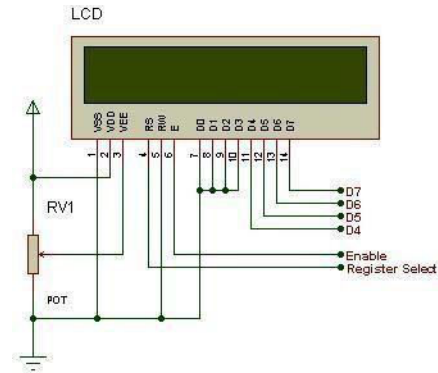 LCD
VSS VDD VEE RS RW E D0 D1 D2 D3 D4 D5 D6 D7
1 2 3 4 5 6 7 8 9 10 11 12 13 14
D7
D6
D5
D4
RV1
Enable
Register Select
POT